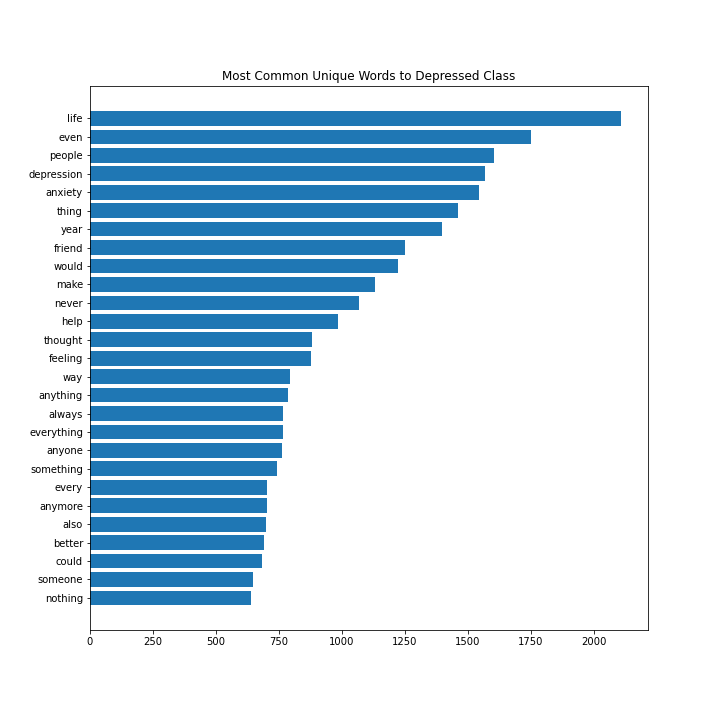 Most Common Unique Words to Depressed Class
life
even
people
depression
anxiety
thing
year
friend
would
make
never
help
thought
feeling
way
anything
always
everything
anyone
something
every
anymore
also
better
could
someone
nothing
0 250 500 750 1000 1250 1500 1750 2000